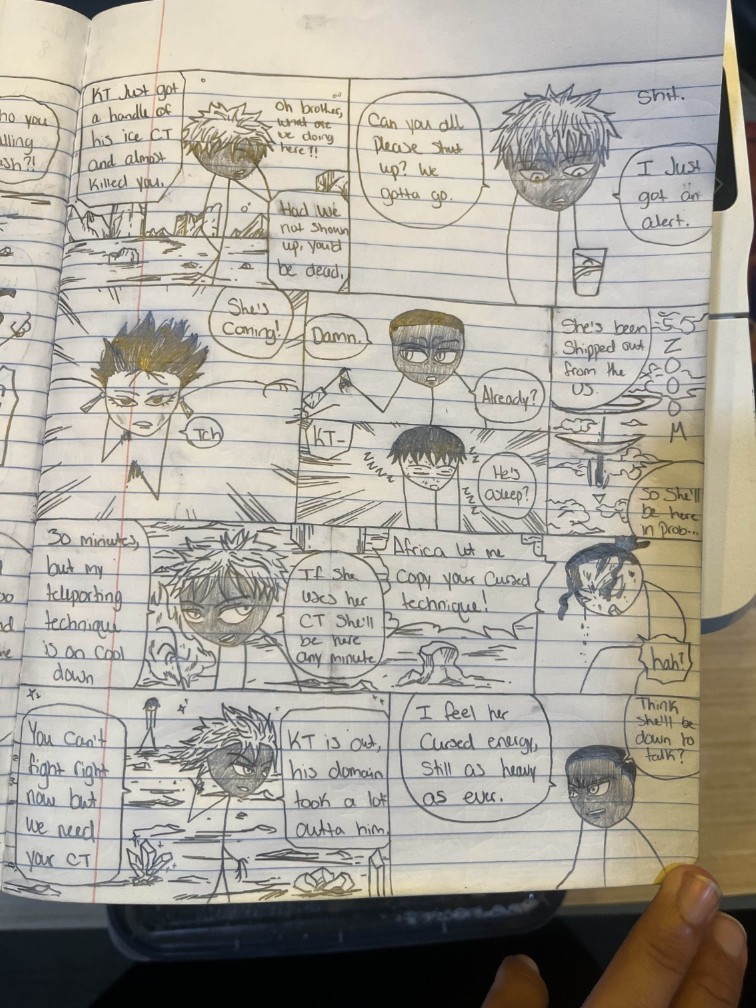 ho you
lling
sh?!
KT Just got
a handle of
his ice CT
and almost
killed you.
oh brother,
what are
we doing
here!!
Had we
not shown
up, you'd
be dead.
Can you all
please shut
up? We
gotta go.
Shit.
I Just
got an
alert.
She's
Coming!
Tch
Damn.
Already?
KT-
He's
asleep?
She's been
Shipped out
from the
US.
Z
O
O
O
O
M
So She'll
be here
in Prob...
30 minutes,
but my
teleporting
technique
is on cool
down
If She
uses her
CT She'll
be here
any minute
Africa let me
Copy your Cursed
technique!
hah?
You Can't
fight right
now but
we need
your CT
KT is out,
his domain
took a lot
outta him.
I feel her
Cursed energy,
Still as heavy
as ever.
Think
she'll be
down to
talk?